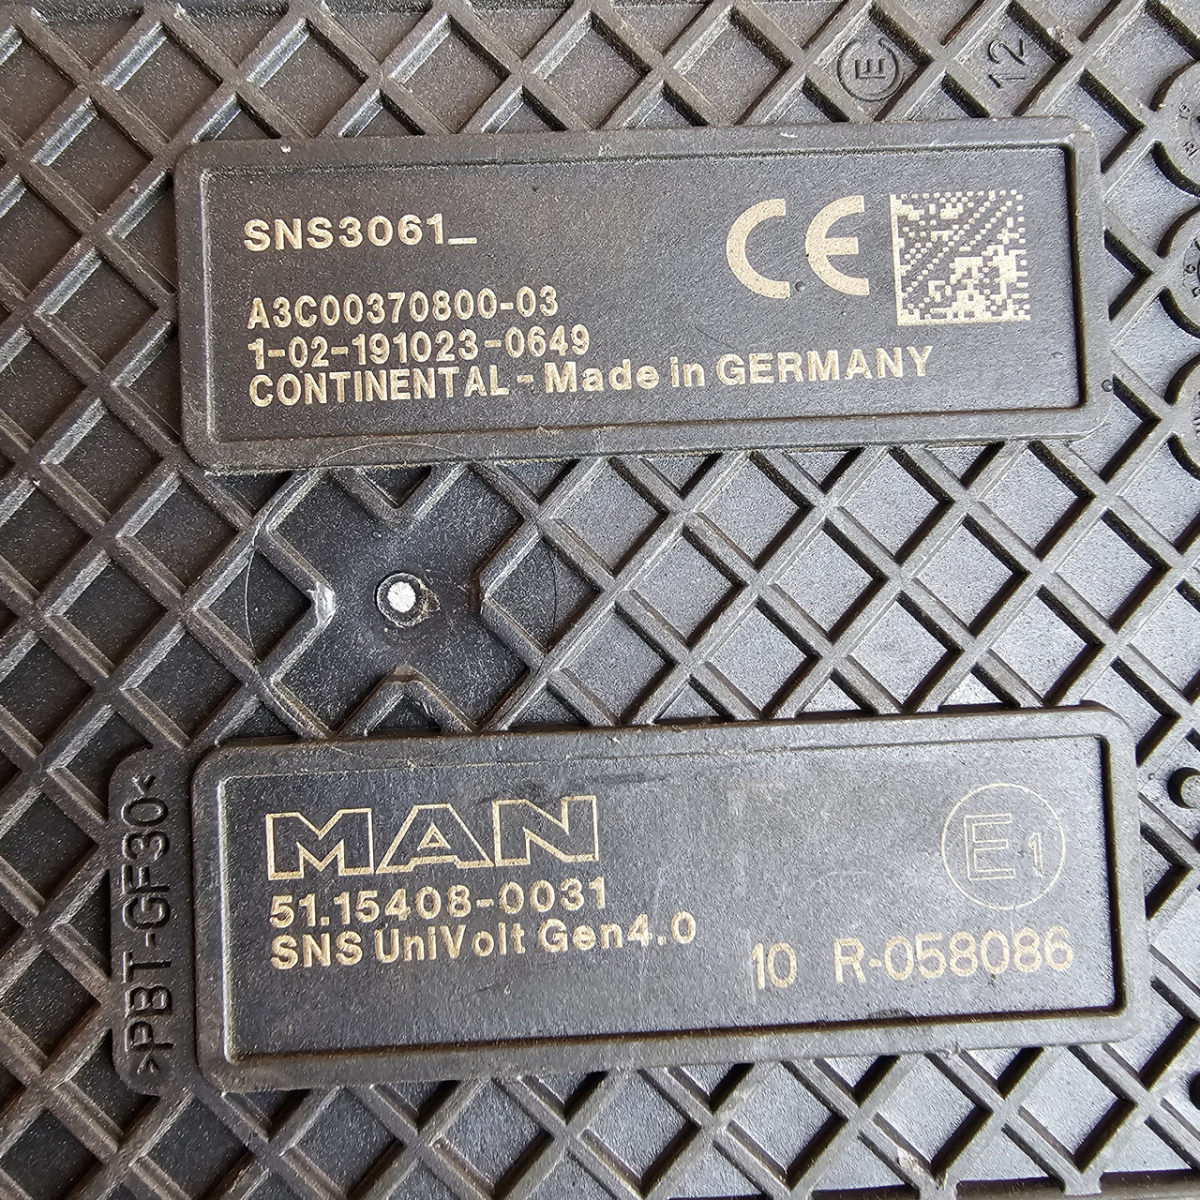 E 12
SNS3061_
CE
A3C00370800-03
1-02-191023-0649
CONTINENTAL - Made in GERMANY
MAN
E1
51.15408-0031
SNS UniVolt Gen4.0
10 R-058086
>PBT-GF30<